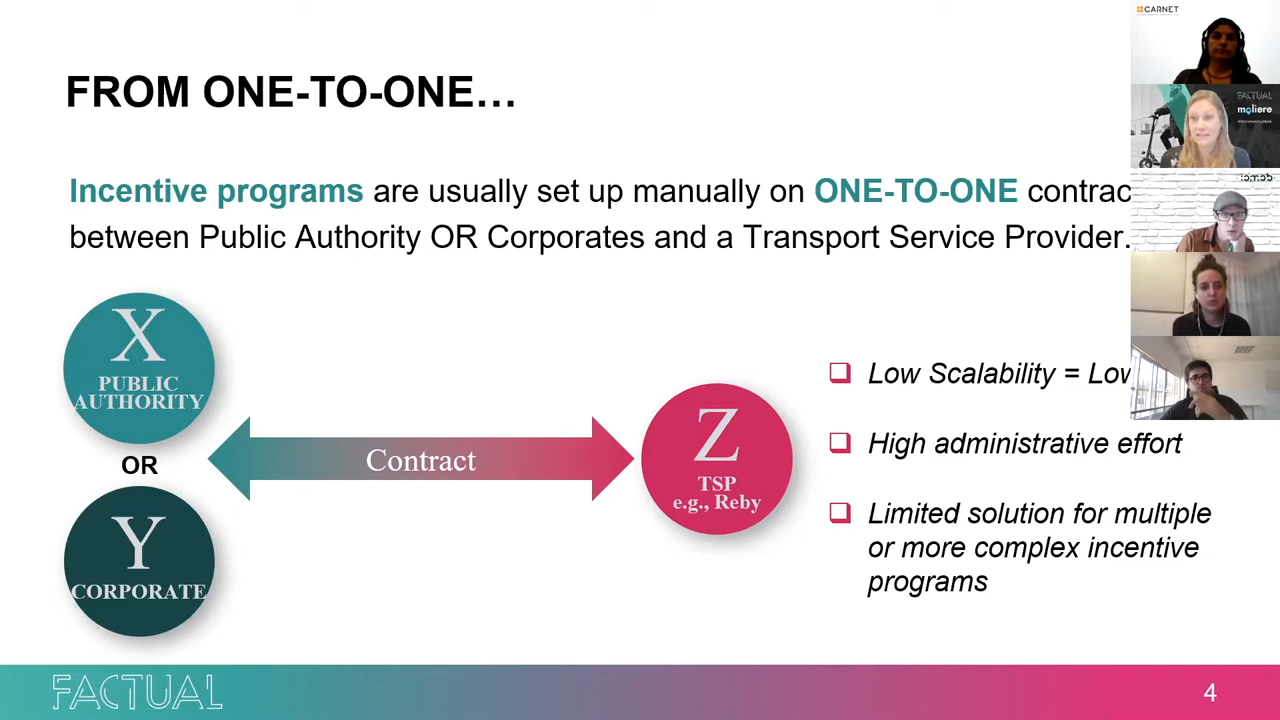 FROM ONE-TO-ONE…
Incentive programs are usually set up manually on ONE-TO-ONE
between Public Authority OR Corporates and a Transport Service Provider.
X
PUBLIC
AUTHORITY
OR
Y
CORPORATE
Contract
Z
TSP
e.g., Reby
Low Scalability =
High administrative effort
Limited solution for multiple
or more complex incentive
programs
FACTUAL
4
CARNET
FACTUAL
moliere
iomob